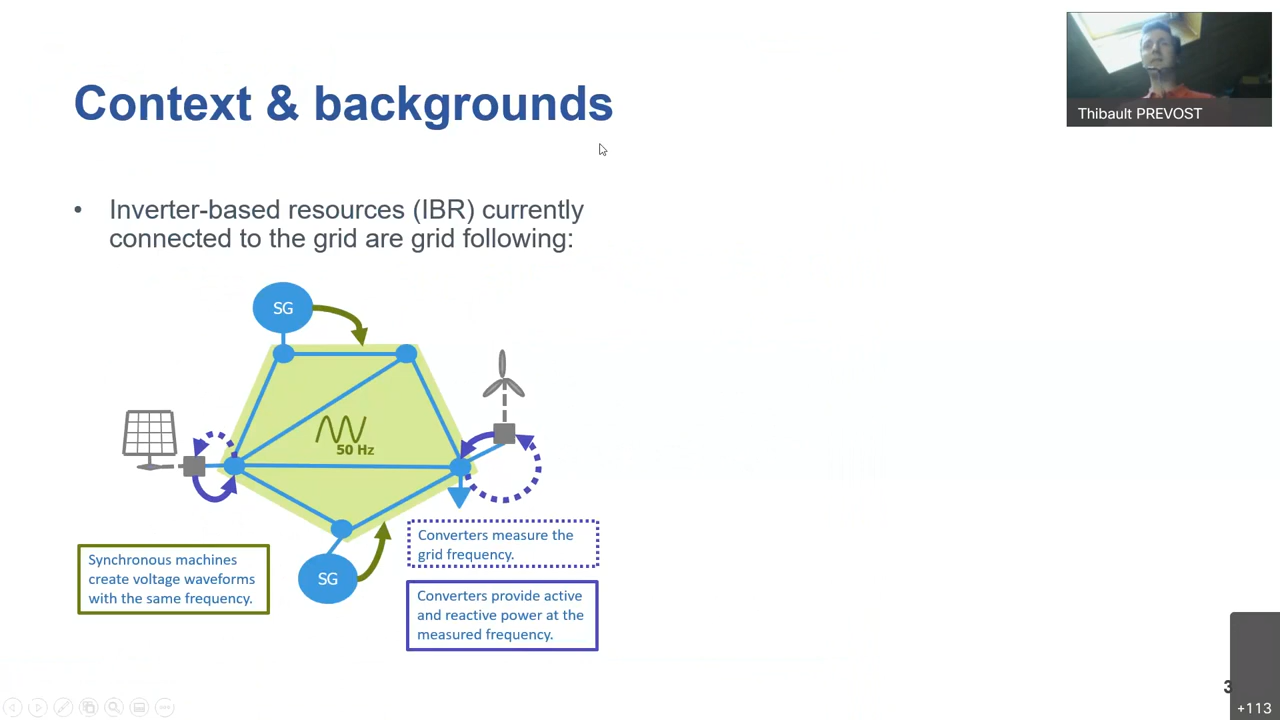 Context & backgrounds
Thibault PREVOST
• Inverter-based resources (IBR) currently
connected to the grid are grid following:
SG
50 Hz
Converters measure the
grid frequency.
Synchronous machines
create voltage waveforms
with the same frequency.
SG
Converters provide active
and reactive power at the
measured frequency.
3
+113